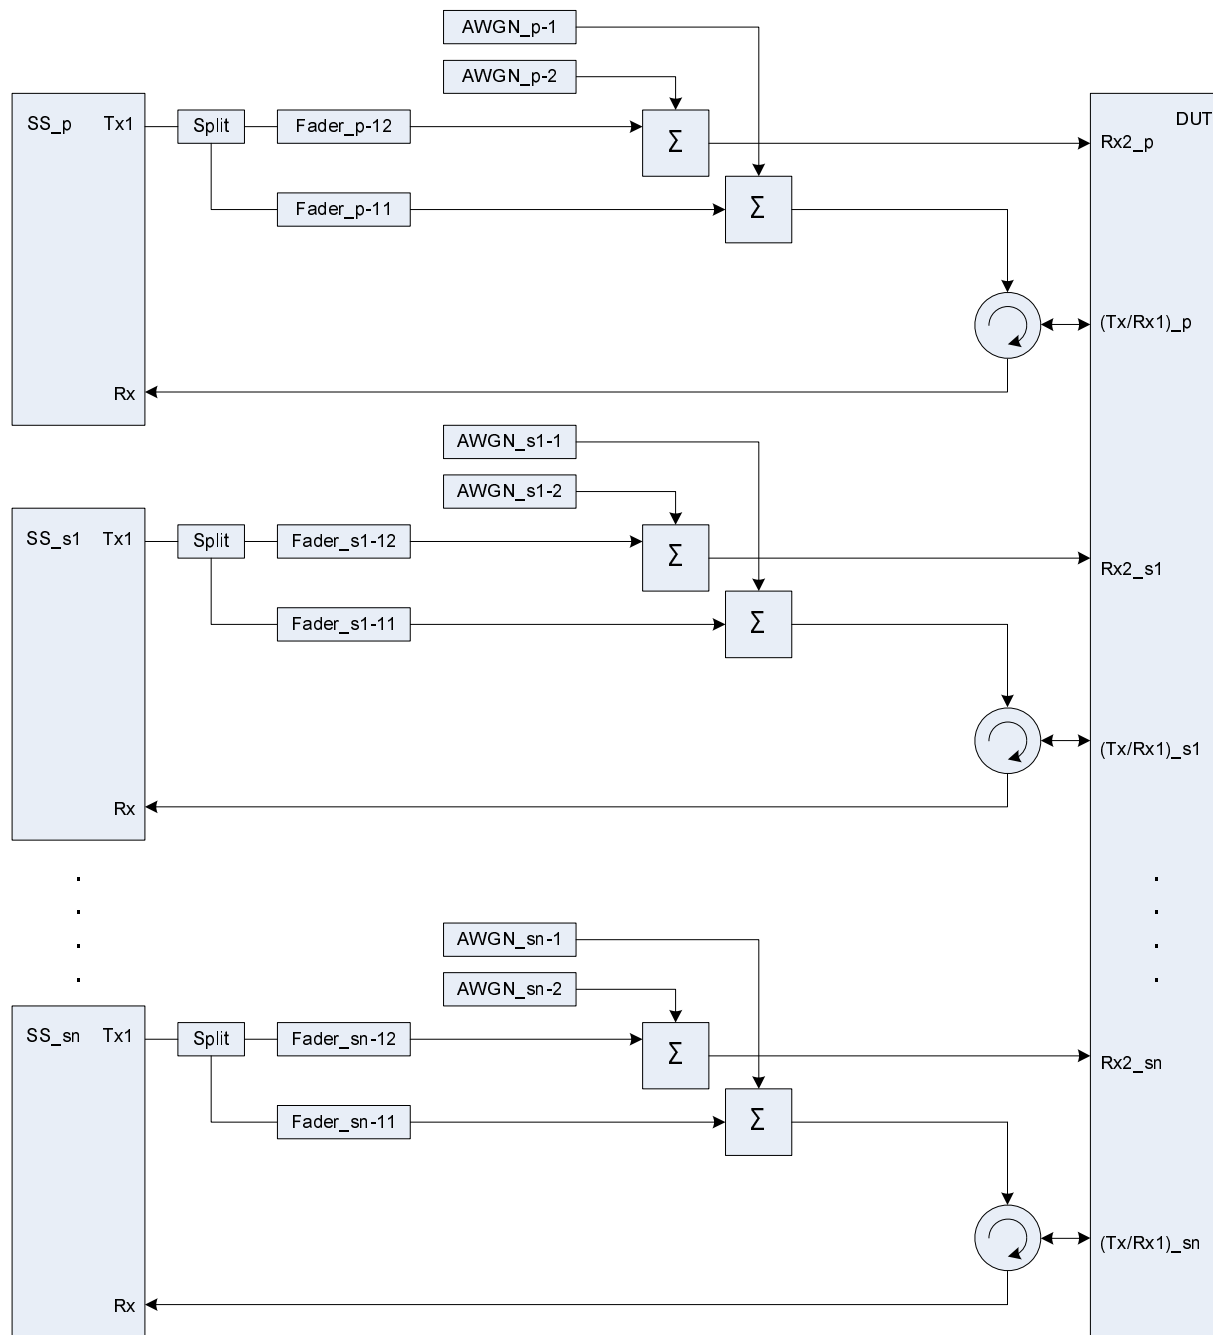 AWGN_p-1
AWGN_p-2
SS_p Tx1
Split
Fader_p-12
Σ
DUT
Rx2_p
Fader_p-11
Σ
(Tx/Rx1)_p
Rx
AWGN_s1-1
AWGN_s1-2
SS_s1 Tx1
Split
Fader_s1-12
Σ
Rx2_s1
Fader_s1-11
Σ
(Tx/Rx1)_s1
Rx
.
.
.
.
.
.
.
.
AWGN_sn-1
AWGN_sn-2
SS_sn Tx1
Split
Fader_sn-12
Σ
Rx2_sn
Fader_sn-11
Σ
(Tx/Rx1)_sn
Rx